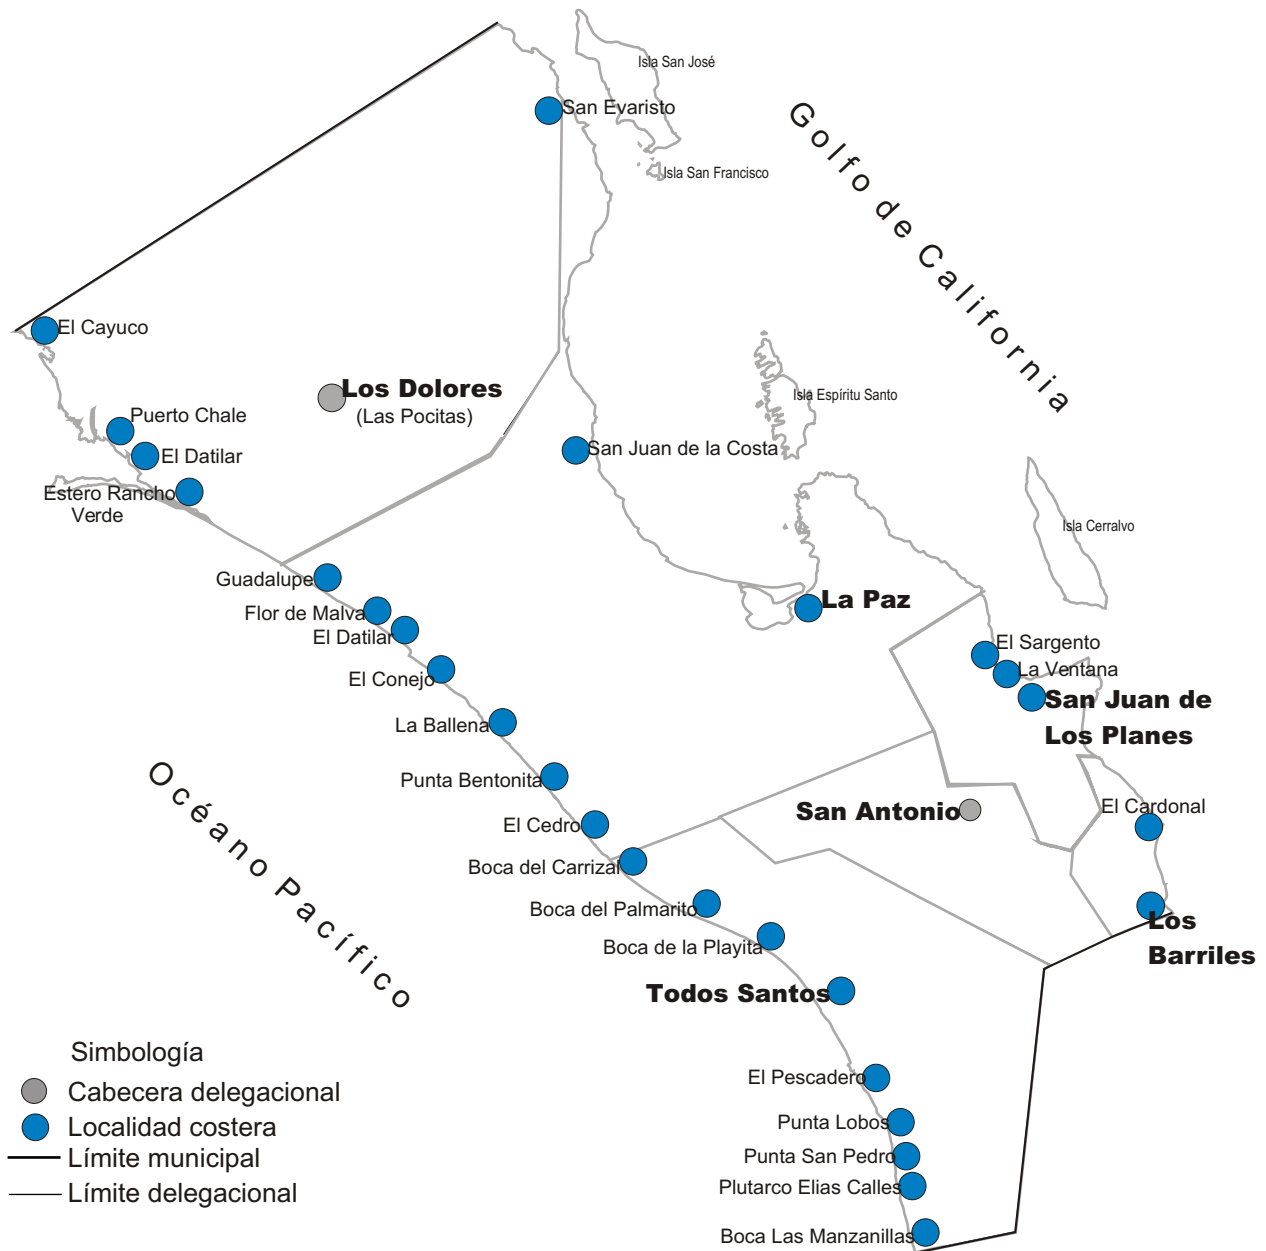 Isla San José
San Evaristo
Isla San Francisco
Golfo de California
El Cayuco
Los Dolores
(Las Pocitas)
Puerto Chale
El Datilar
Estero Rancho
Verde
San Juan de la Costa
Isla Espíritu Santo
Isla Cerralvo
Guadalupe
Flor de Malva
El Datilar
El Conejo
La Paz
El Sargento
La Ventana
San Juan de
Los Planes
La Ballena
Punta Bentonita
El Cedro
San Antonio
El Cardonal
Boca del Carrizal
Boca del Palmarito
Boca de la Playita
Los
Barriles
Océano Pacífico
Todos Santos
El Pescadero
Punta Lobos
Punta San Pedro
Plutarco Elias Calles
Boca Las Manzanillas
Simbología
Cabecera delegacional
Localidad costera
Límite municipal
Límite delegacional